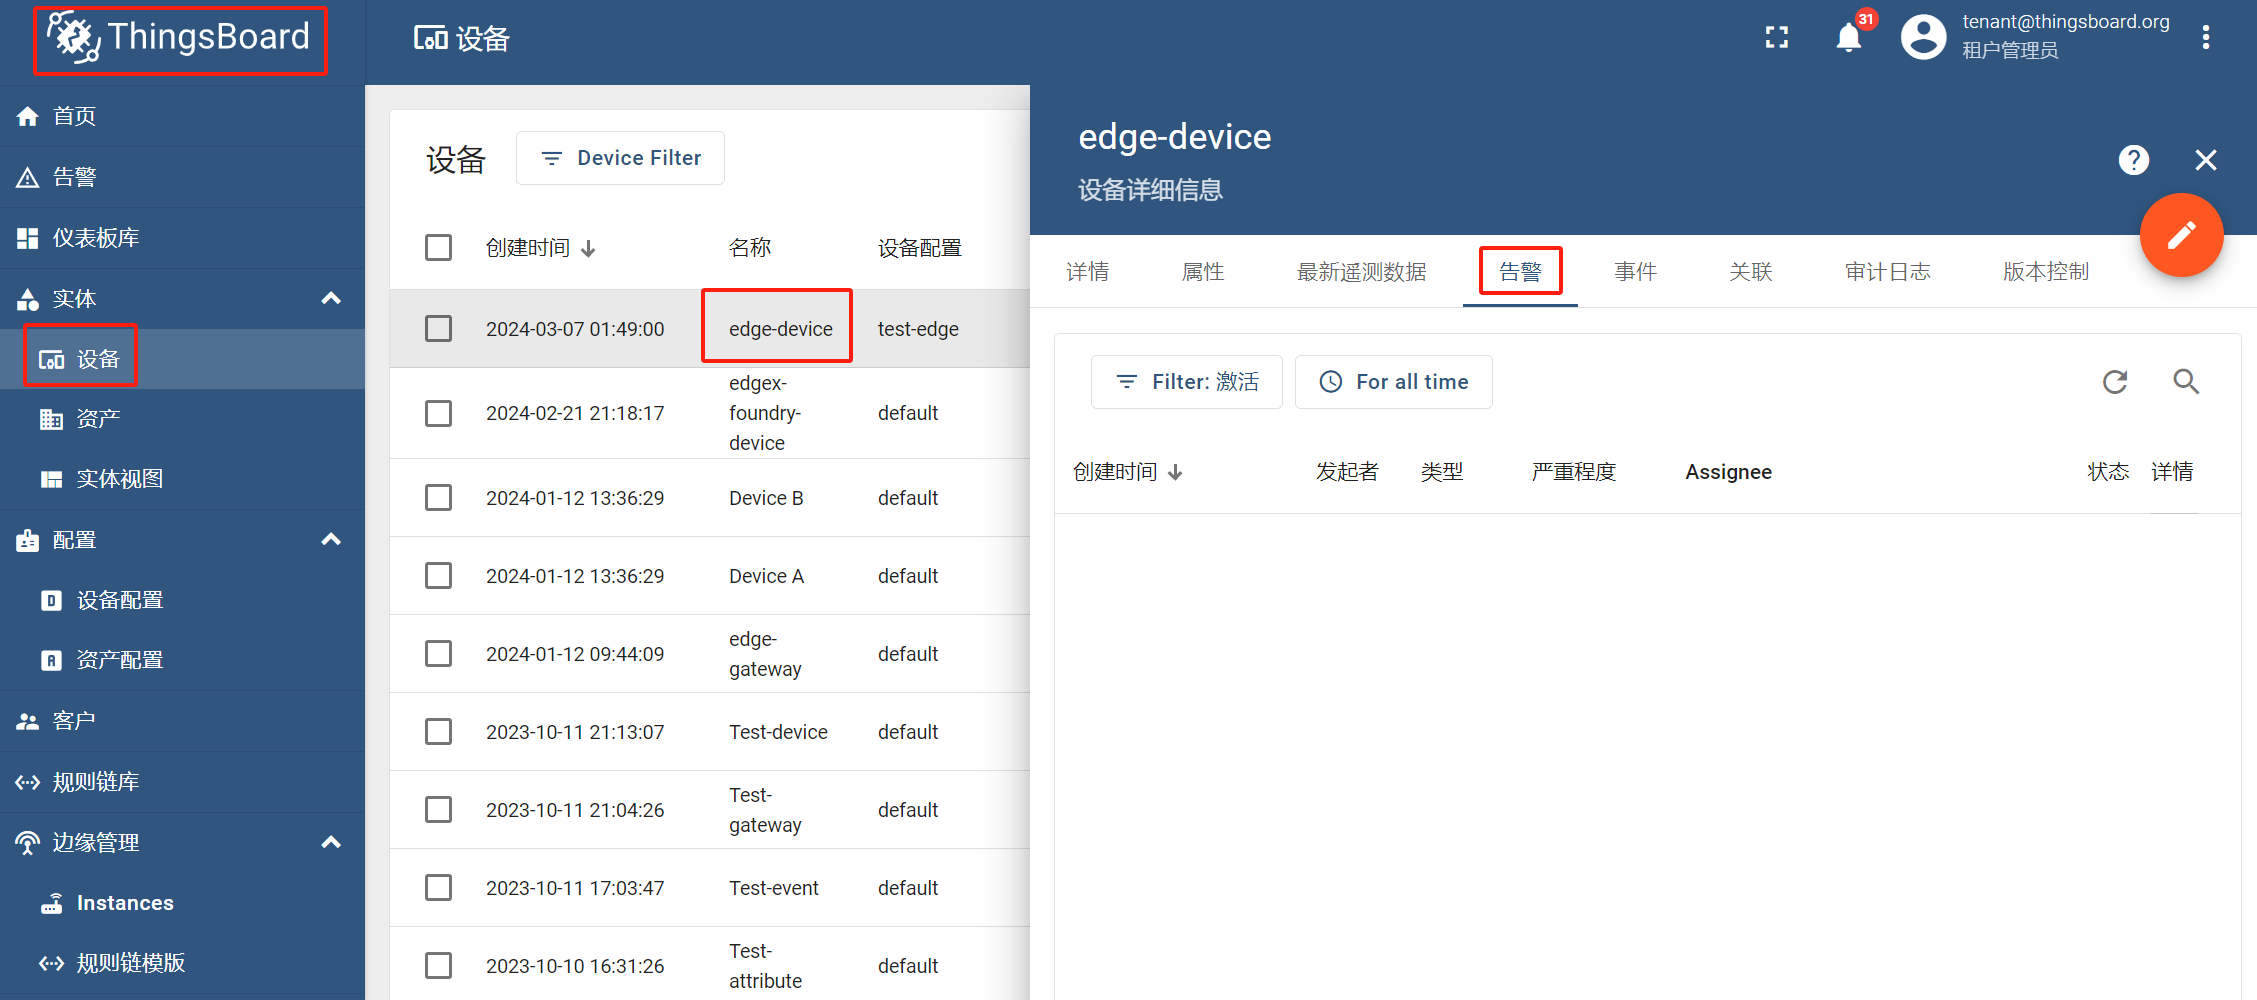 ThingsBoard
设备
31
tenant@thingsboard.org
租户管理员
首页
告警
仪表板库
实体
设备
资产
实体视图
配置
设备配置
资产配置
客户
规则链库
边缘管理
Instances
规则链模版
设备
Device Filter
创建时间 名称 设备配置
2024-03-07 01:49:00 edge-device test-edge
2024-02-21 21:18:17 edgex-
foundry-
device default
2024-01-12 13:36:29 Device B default
2024-01-12 13:36:29 Device A default
2024-01-12 09:44:09 edge-
gateway default
2023-10-11 21:13:07 Test-device default
2023-10-11 21:04:26 Test-
gateway default
2023-10-11 17:03:47 Test-event default
2023-10-10 16:31:26 Test-
attribute default
edge-device
设备详细信息
详情 属性 最新遥测数据 告警 事件 关联 审计日志 版本控制
Filter: 激活 For all time
创建时间 发起者 类型 严重程度 Assignee 状态 详情